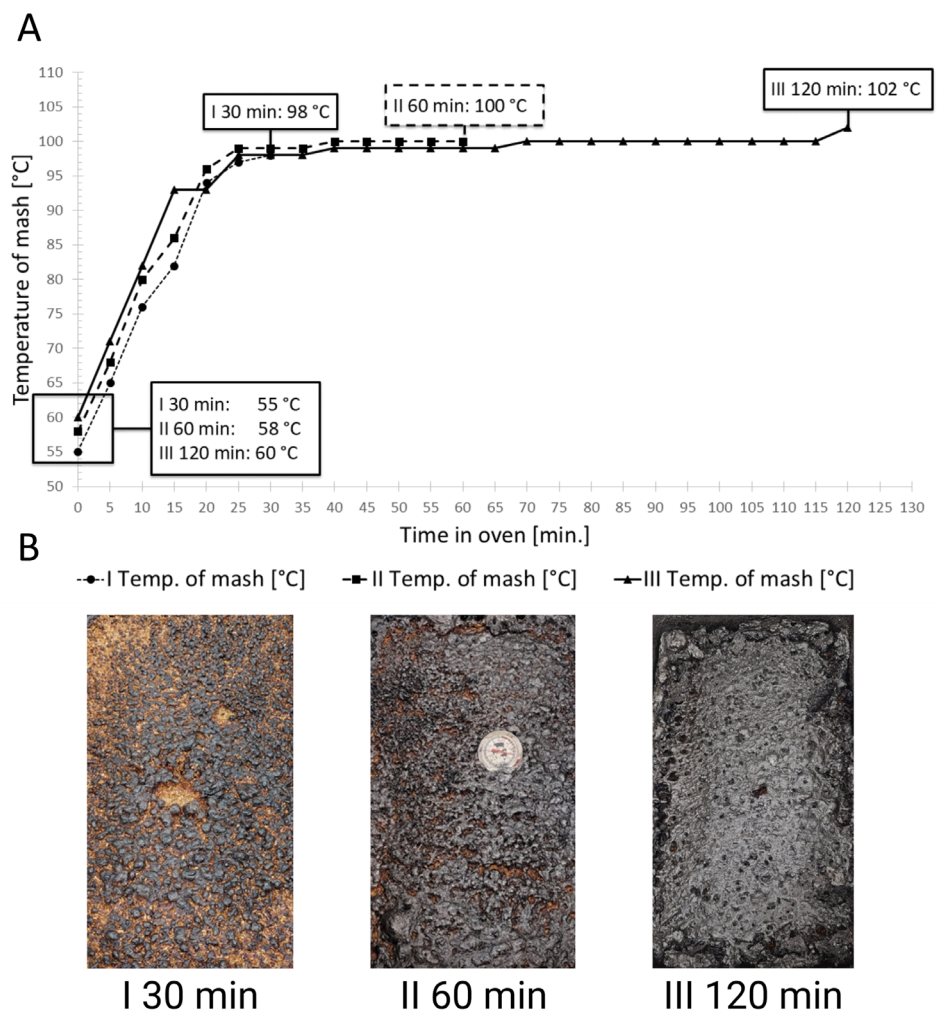 A
110
105
100
95
90
85
80
75
70
65
60
55
50
Temperature of mash [°C]
I 30 min: 98 °C
II 60 min: 100 °C
III 120 min: 102 °C
I 30 min: 55 °C
II 60 min: 58 °C
III 120 min: 60 °C
0 5 10 15 20 25 30 35 40 45 50 55 60 65 70 75 80 85 90 95 100 105 110 115 120 125 130
Time in oven [min.]
B
I Temp. of mash [°C] II Temp. of mash [°C] III Temp. of mash [°C]
I 30 min II 60 min III 120 min